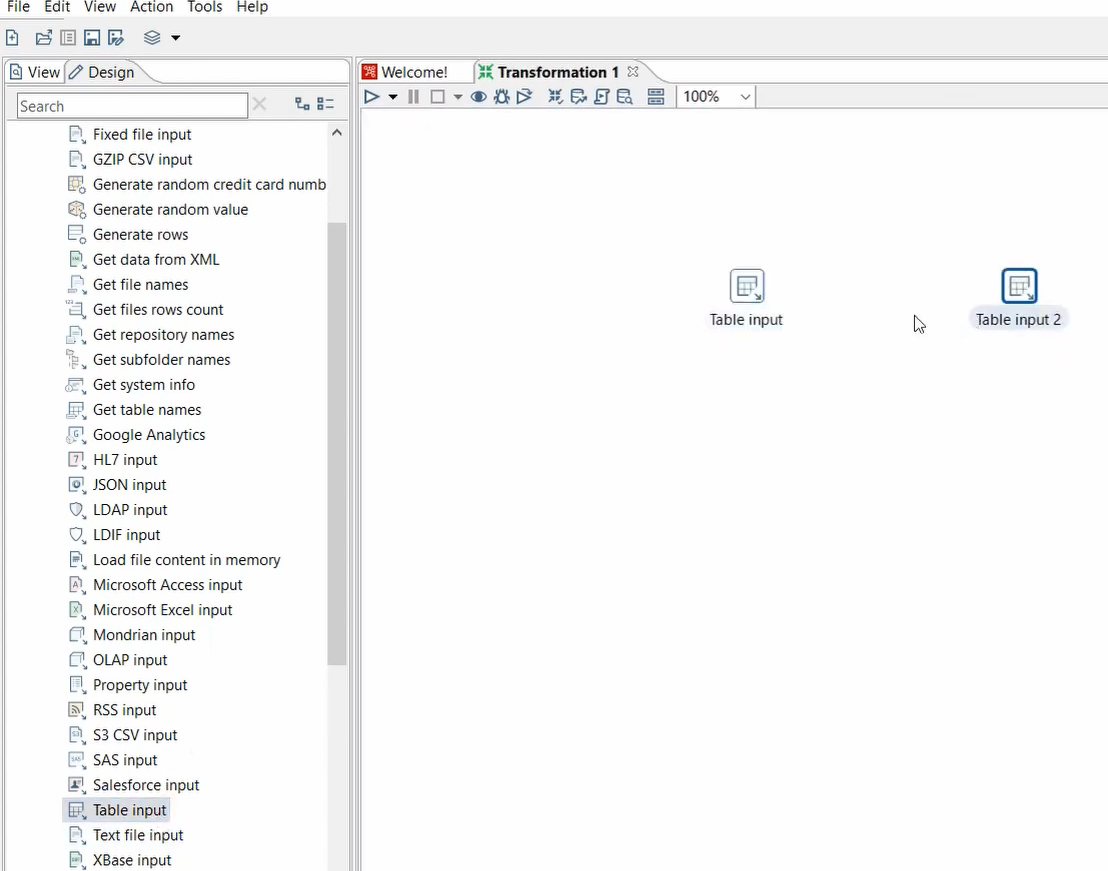 File Edit View Action Tools Help
View Design
Welcome! Transformation 1
Search
100%
Fixed file input
GZIP CSV input
Generate random credit card numb
Generate random value
Generate rows
Get data from XML
Get file names
Get files rows count
Get repository names
Get subfolder names
Get system info
Get table names
Google Analytics
HL7 input
JSON input
LDAP input
LDIF input
Load file content in memory
Microsoft Access input
Microsoft Excel input
Mondrian input
OLAP input
Property input
RSS input
S3 CSV input
SAS input
Salesforce input
Table input
Text file input
XBase input
Table input
Table input 2